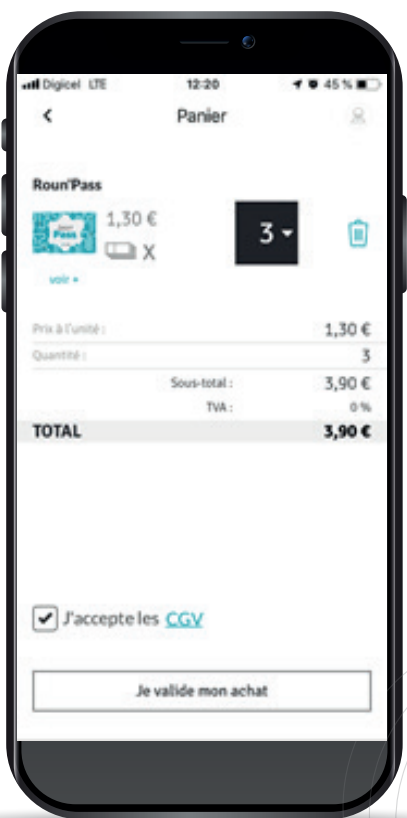 Digicel LTE 12:20 45 %
Panier
Roun'Pass
1,30 €
Pass
X
3
voir +
Prix à l'unité : 1,30 €
Quantité : 3
Sous-total : 3,90 €
TVA : 0 %
TOTAL 3,90 €
J'accepte les CGV
Je valide mon achat